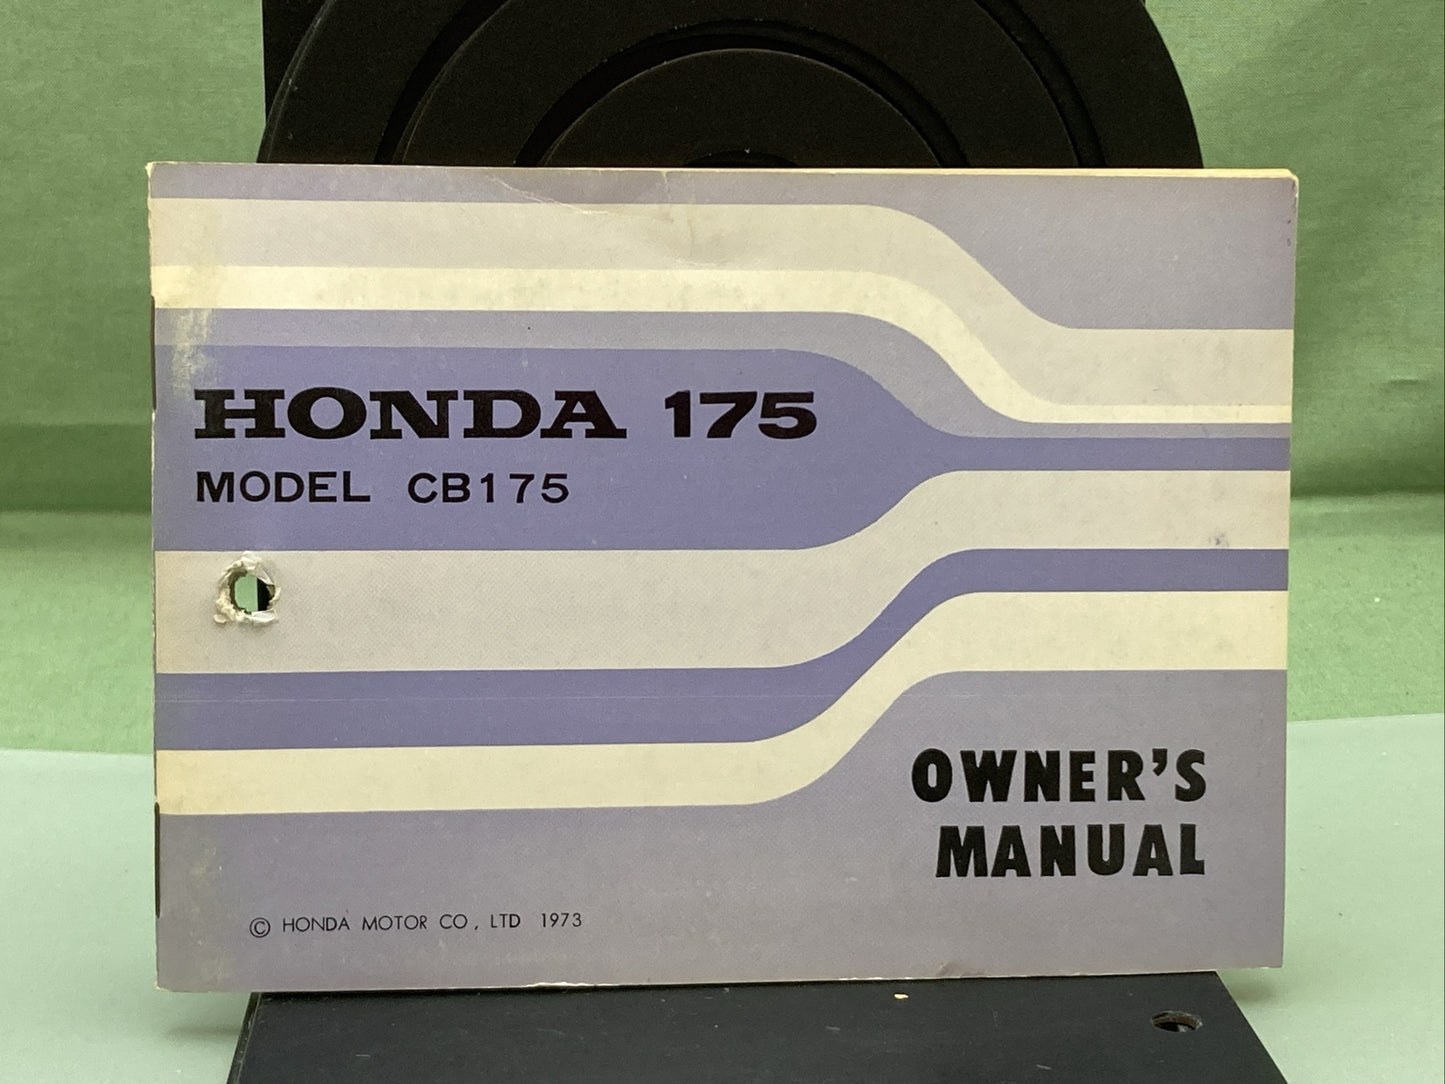 HONDA 175
MODEL CB175
OWNER'S
MANUAL
© HONDA MOTOR CO., LTD 1973